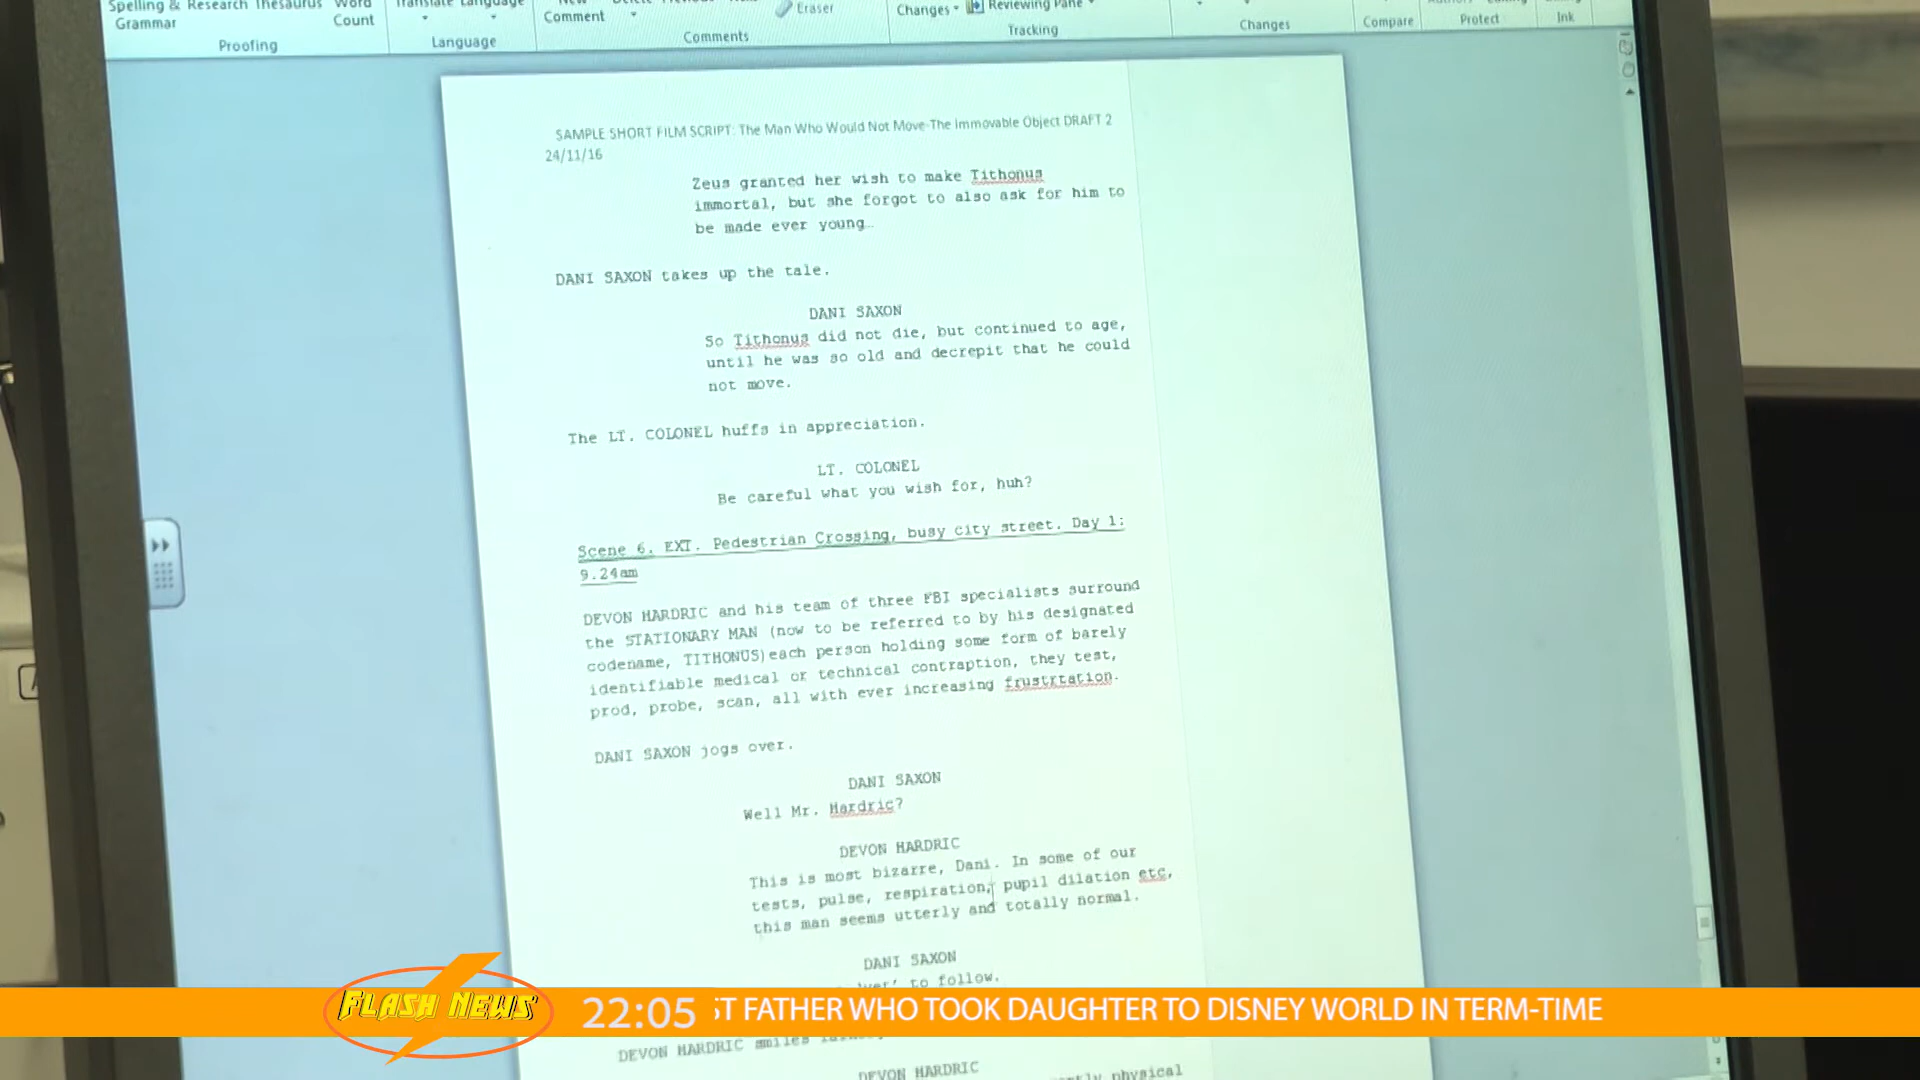 Spelling & Research Thesaurus Word
Grammar Count
Proofing
Translate Language
Language
New
Comment
Eraser
Comments
Changes
Reviewing Pane
Tracking
Changes
Compare
Protect
Ink
SAMPLE SHORT FILM SCRIPT: The Man Who Would Not Move-The Immovable Object DRAFT 2
24/11/16
Zeus granted her wish to make Tithonus
immortal, but she forgot to also ask for him to
be made ever young…
DANI SAXON takes up the tale.
DANI SAXON
So Tithonus did not die, but continued to age,
until he was so old and decrepit that he could
not move.
The LT. COLONEL huffs in appreciation.
LT. COLONEL
Be careful what you wish for, huh?
Scene 6. EXT. Pedestrian Crossing, busy city street. Day 1:
9.24am
DEVON HARDRIC and his team of three FBI specialists surround
the STATIONARY MAN (now to be referred to by his designated
codename, TITHONUS)each person holding some form of barely
identifiable medical or technical contraption, they test,
prod, probe, scan, all with ever increasing frustrtation.
DANI SAXON jogs over.
DANI SAXON
Well Mr. Hardric?
DEVON HARDRIC
This is most bizarre, Dani. In some of our
tests, pulse, respiration, pupil dilation etc,
this man seems utterly and totally normal.
DANI SAXON
to follow.
FLASH NEWS 22:05 ST FATHER WHO TOOK DAUGHTER TO DISNEY WORLD IN TERM-TIME
DEVON HARDRIC smiles
DEVON HARDRIC
physical